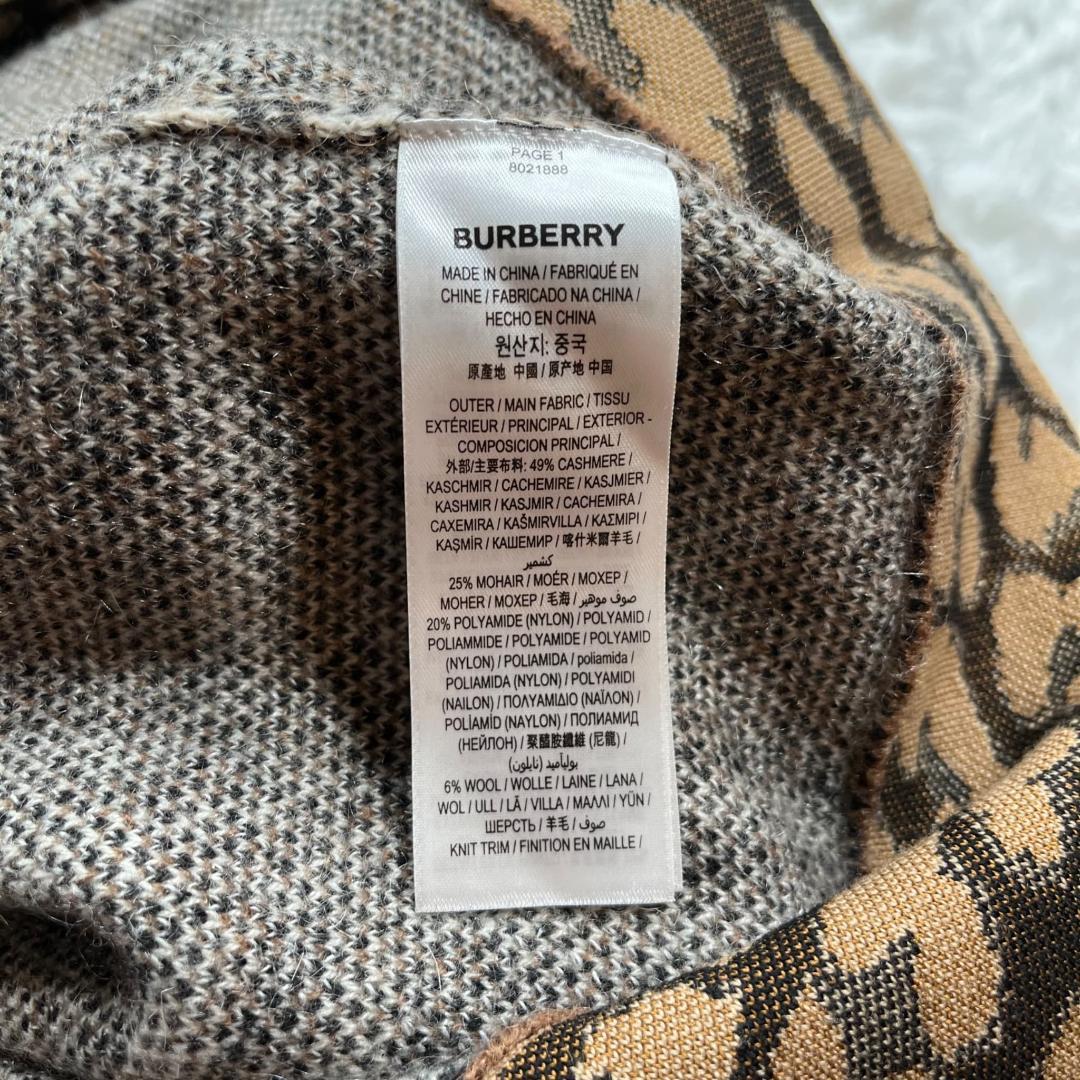 PAGE 1
8021888
BURBERRY
MADE IN CHINA / FABRIQUÉ EN
CHINE / FABRICADO NA CHINA /
HECHO EN CHINA
원산지: 중국
原產地 中國 / 原产地 中国
OUTER / MAIN FABRIC / TISSU
EXTÉRIEUR / PRINCIPAL / EXTERIOR -
COMPOSICION PRINCIPAL /
外部/主要布料: 49% CASHMERE /
KASCHMIR / CACHEMIRE / KASJMIER /
KASHMIR / KASJMIR / CACHEMIRA /
CAXEMIRA / KAŠMIRVILLA / ΚΑΣΜΙΡΙ /
KAŞMİR / КАШЕМИР / 喀什米爾羊毛 /
كشمير
25% MOHAIR / MOÉR / MOXEP /
MOHER / MOXEP / 毛海 / صوف موهير /
20% POLYAMIDE (NYLON) / POLYAMID /
POLIAMMIDE / POLYAMIDE / POLYAMID
(NYLON) / POLIAMIDA / poliamida /
POLIAMIDA (NYLON) / POLYAMIDI
(NAILON) / ΠΟΛΥΑΜΙΔΙΟ (ΝΑΪΛΟΝ) /
POLİAMİD (NAYLON) / ПОЛИАМИД
(НЕЙЛОН) / 聚醯胺纖維 (尼龍) /
بوليأميد (نايلون)
6% WOOL / WOLLE / LAINE / LANA /
WOL / ULL / LÃ / VILLA / ΜΑΛΛΙ / YÜN /
ШЕРСТЬ / 羊毛 / صوف /
KNIT TRIM / FINITION EN MAILLE /